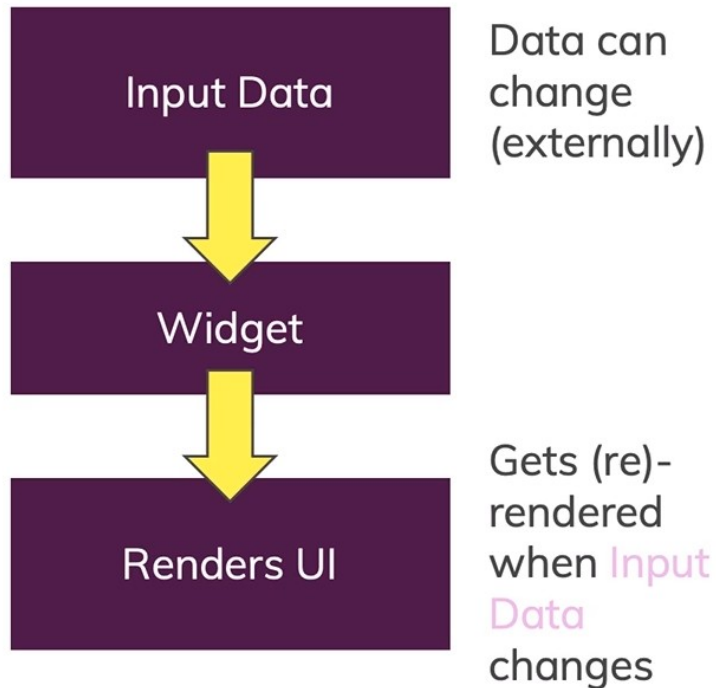 Input Data
Data can
change
(externally)
Widget
Renders UI
Gets (re)-
rendered
when Input
Data
changes